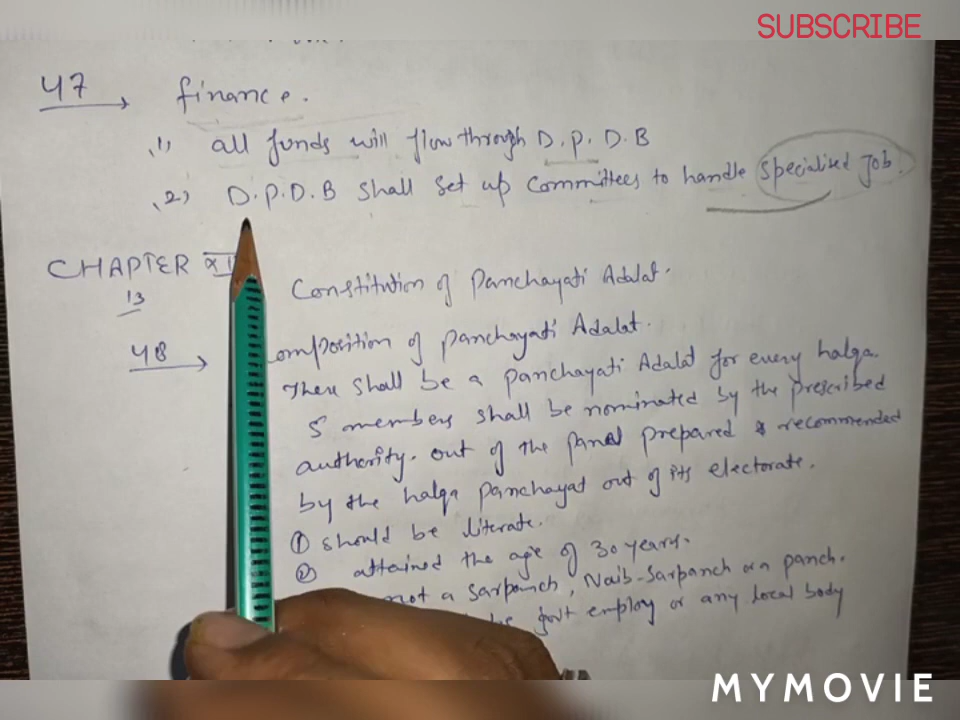 SUBSCRIBE
47 → finance.
(1) all funds will flow through D.P.D.B
(2) D.P.D.B shall set up committees to handle specialized Job.
CHAPTER
13 Constitution of Panchayati Adalat.
48 → composition of panchayati Adalat.
There shall be a panchayati Adalat for every halqa.
5 members shall be nominated by the prescribed
authority. out of the panel prepared & recommended
by the halqa panchayat out of its electorate.
① should be literate.
② attained the age of 30 years.
not a sarpanch, Naib-sarpanch or a panch.
govt employ or any local body
MYMOVIE